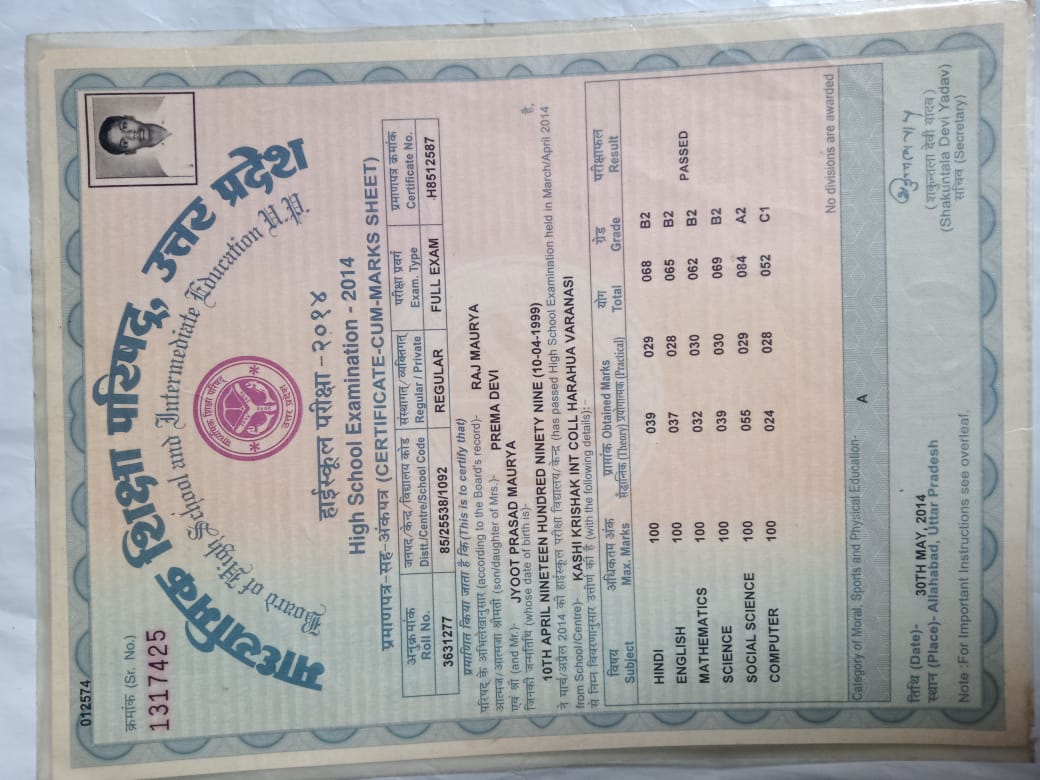 012574
क्रमांक (Sr. No.)
1317425
माध्यमिक शिक्षा परिषद्, उत्तर प्रदेश
Board of High School and Intermediate Education U.P.
माध्यमिक शिक्षा परिषद
उत्तर प्रदेश
हाईस्कूल परीक्षा -२०१४
High School Examination - 2014
प्रमाणपत्र-सह-अंकपत्र (CERTIFICATE-CUM-MARKS SHEET)
अनुक्रमांक जनपद/केन्द्र/विद्यालय कोड संस्थागत/व्यक्तिगत परीक्षा प्रवर्ग प्रमाणपत्र क्रमांक
Roll No. Distt./Centre/School Code Regular / Private Exam. Type Certificate No.
3631277 85/25538/1092 REGULAR FULL EXAM H8512587
प्रमाणित किया जाता है कि(This is to certify that)
परिषद् के अभिलेखानुसार (according to the Board's record)- RAJ MAURYA
आत्मज/आत्मजा श्रीमती (son/daughter of Mrs.)- PREMA DEVI
एवं श्री (and Mr.)- JYOOT PRASAD MAURYA
जिनकी जन्मतिथि (whose date of birth is)-
10TH APRIL NINETEEN HUNDRED NINETY NINE (10-04-1999) है,
ने मार्च/अप्रैल 2014 की हाईस्कूल परीक्षा विद्यालय/केन्द्र (has passed High School Examination held in March/April 2014
from School/Centre)- KASHI KRISHAK INT COLL HARAHUA VARANASI
से निम्न विवरणानुसार उत्तीर्ण की है (with the following details):-
विषय अधिकतम अंक प्राप्तांक Obtained Marks योग ग्रेड परीक्षाफल
Subject Max. Marks सैद्धान्तिक (Theory) प्रयोगात्मक(Practical) Total Grade Result
HINDI 100 039 029 068 B2
ENGLISH 100 037 028 065 B2 PASSED
MATHEMATICS 100 032 030 062 B2
SCIENCE 100 039 030 069 B2
SOCIAL SCIENCE 100 055 029 084 A2
COMPUTER 100 024 028 052 C1
No divisions are awarded
Category of Moral, Sports and Physical Education- A
तिथि (Date)- 30TH MAY, 2014
स्थान (Place)- Allahabad, Uttar Pradesh
(शकुन्तला देवी यादव)
(Shakuntala Devi Yadav)
सचिव (Secretary)
Note :For Important Instructions see overleaf.